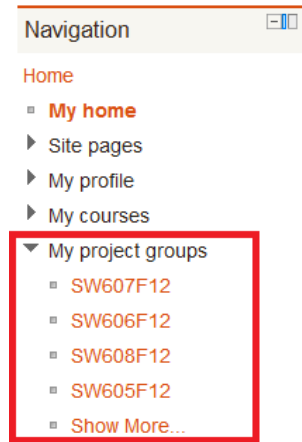 Navigation
Home
My home
Site pages
My profile
My courses
My project groups
SW607F12
SW606F12
SW608F12
SW605F12
Show More...